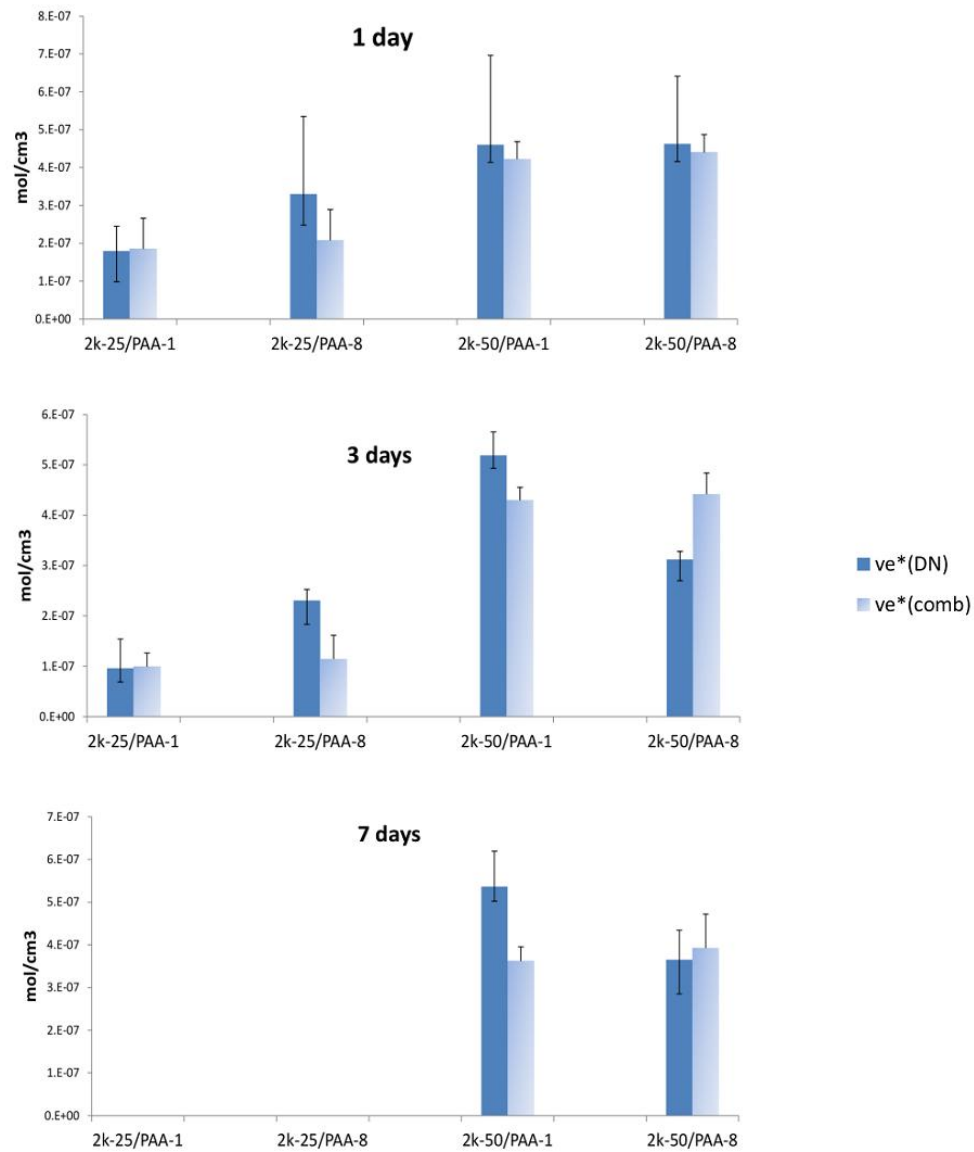 1 day
mol/cm3
8.E-07
7.E-07
6.E-07
5.E-07
4.E-07
3.E-07
2.E-07
1.E-07
0.E+00
2k-25/PAA-1 2k-25/PAA-8 2k-50/PAA-1 2k-50/PAA-8
3 days
mol/cm3
6.E-07
5.E-07
4.E-07
3.E-07
2.E-07
1.E-07
0.E+00
2k-25/PAA-1 2k-25/PAA-8 2k-50/PAA-1 2k-50/PAA-8
ve*(DN)
ve*(comb)
7 days
mol/cm3
7.E-07
6.E-07
5.E-07
4.E-07
3.E-07
2.E-07
1.E-07
0.E+00
2k-25/PAA-1 2k-25/PAA-8 2k-50/PAA-1 2k-50/PAA-8